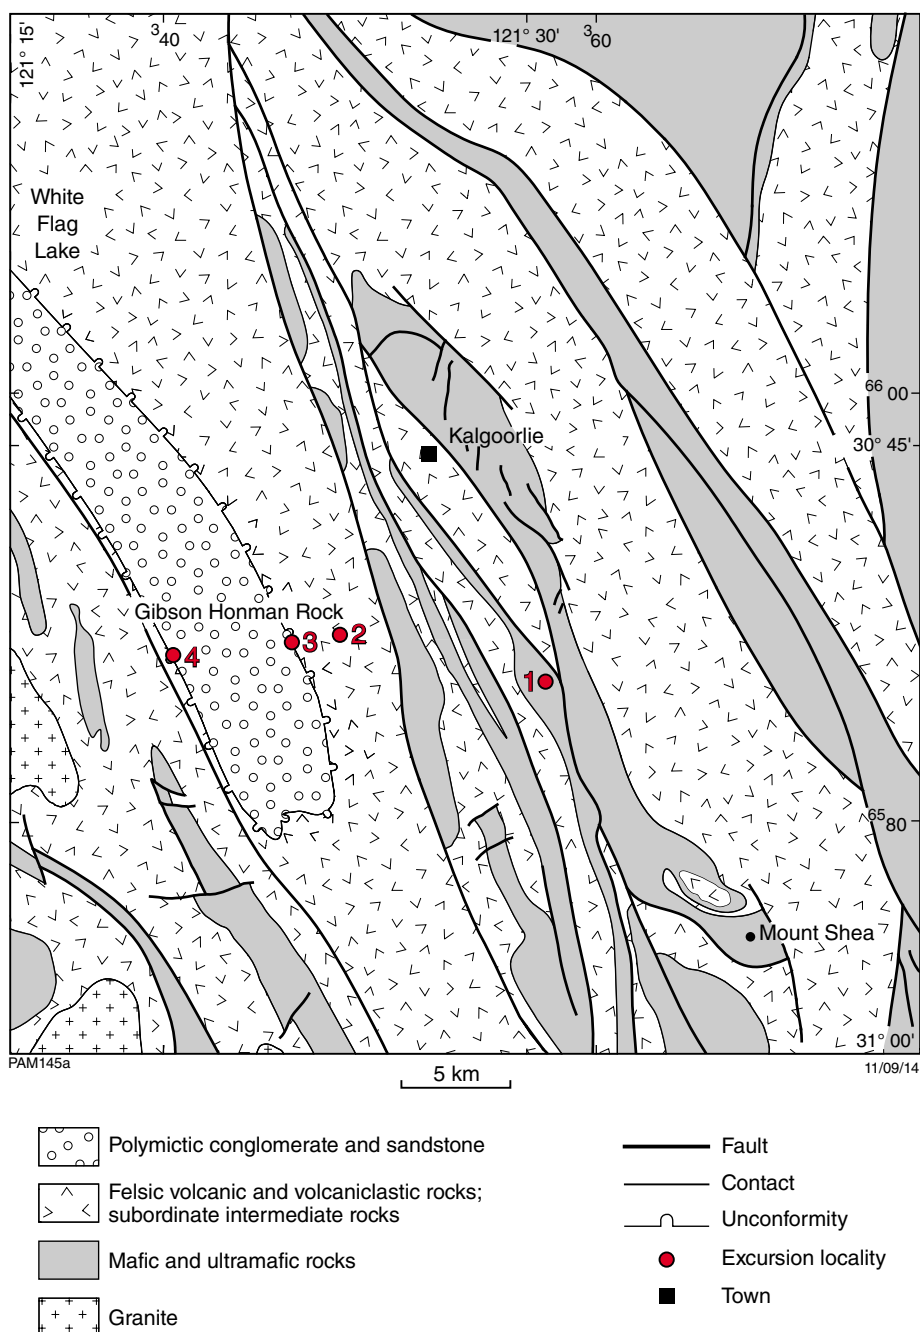 121° 15'
340
121° 30'
360
White
Flag
Lake
66 00
Kalgoorlie
30° 45'
Gibson Honman Rock
4
3
2
1
65 80
Mount Shea
31° 00'
PAM145a
5 km
11/09/14
Polymictic conglomerate and sandstone
Felsic volcanic and volcaniclastic rocks;
subordinate intermediate rocks
Mafic and ultramafic rocks
Granite
Fault
Contact
Unconformity
Excursion locality
Town